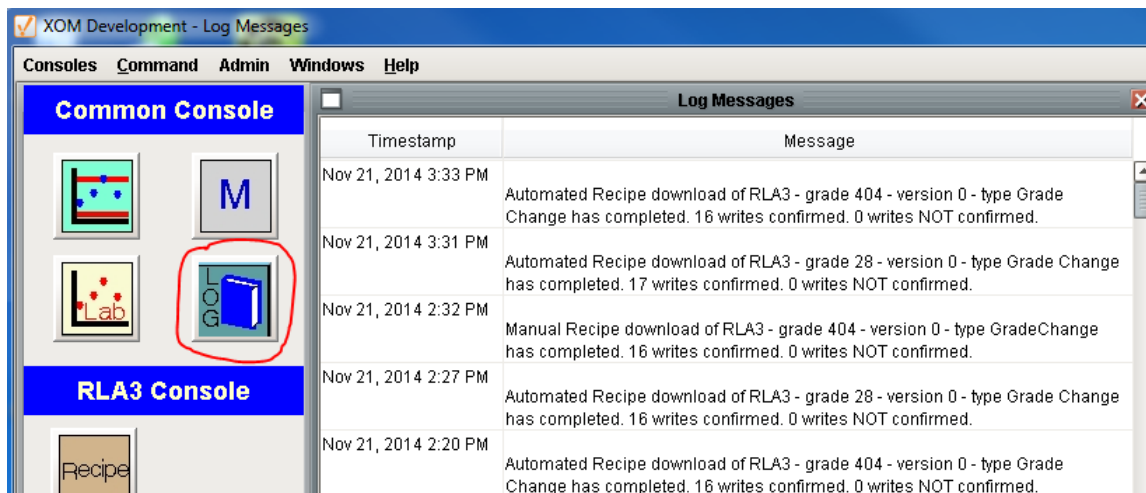 XOM Development - Log Messages
Consoles Command Admin Windows Help
Common Console
M
Lab
LOG
RLA3 Console
Recipe
Log Messages
Timestamp Message
Nov 21, 2014 3:33 PM
Automated Recipe download of RLA3 - grade 404 - version 0 - type Grade
Change has completed. 16 writes confirmed. 0 writes NOT confirmed.
Nov 21, 2014 3:31 PM
Automated Recipe download of RLA3 - grade 28 - version 0 - type Grade Change
has completed. 17 writes confirmed. 0 writes NOT confirmed.
Nov 21, 2014 2:32 PM
Manual Recipe download of RLA3 - grade 404 - version 0 - type GradeChange
has completed. 16 writes confirmed. 0 writes NOT confirmed.
Nov 21, 2014 2:27 PM
Automated Recipe download of RLA3 - grade 28 - version 0 - type Grade Change
has completed. 16 writes confirmed. 0 writes NOT confirmed.
Nov 21, 2014 2:20 PM
Automated Recipe download of RLA3 - grade 404 - version 0 - type Grade
Change has completed. 16 writes confirmed. 0 writes NOT confirmed.